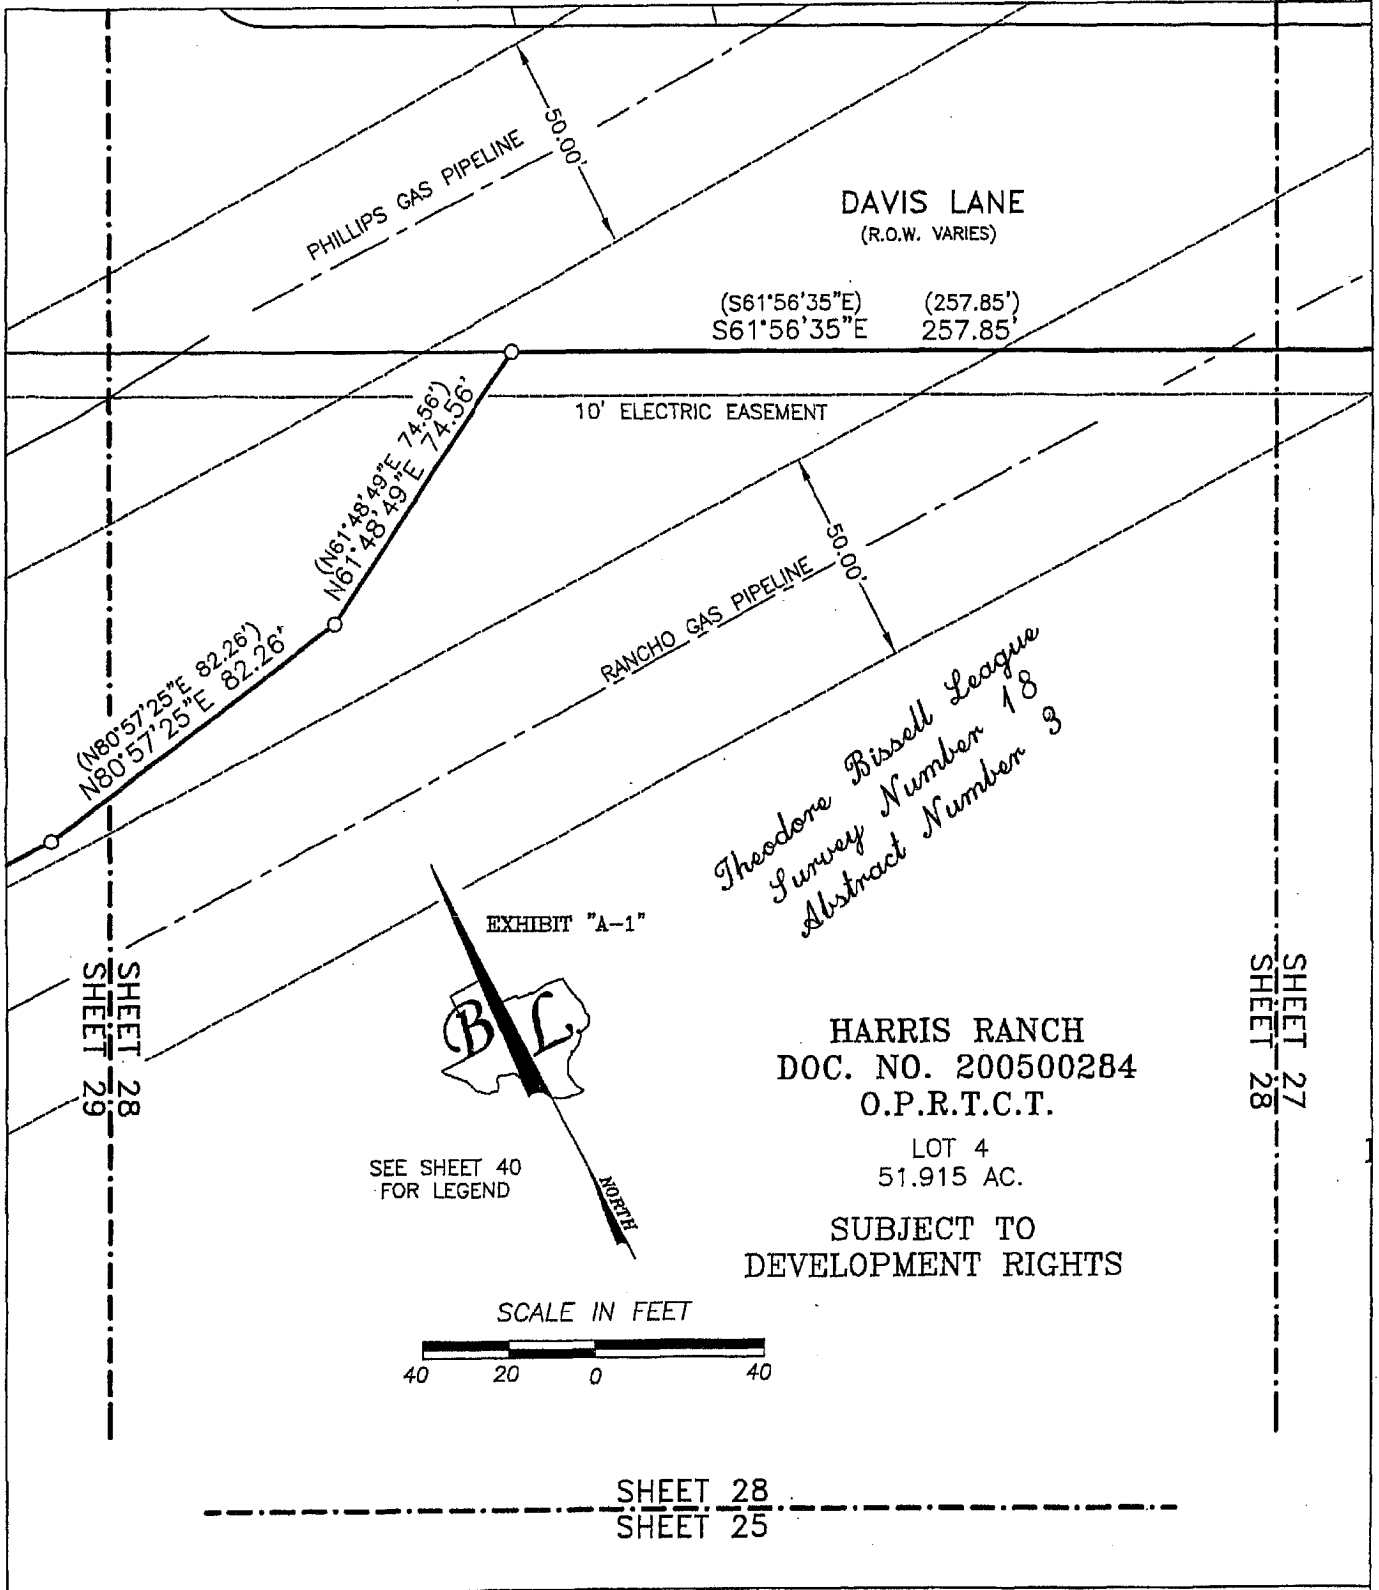 50.00'
PHILLIPS GAS PIPELINE
DAVIS LANE
(R.O.W. VARIES)
(S61°56'35"E) (257.85')
S61°56'35"E 257.85'
10' ELECTRIC EASEMENT
(N61°48'49"E 74.56')
N61°48'49"E 74.56'
50.00'
RANCHO GAS PIPELINE
(N80°57'25"E 82.26')
N80°57'25"E 82.26'
Theodore Bissell League
Survey Number 18
Abstract Number 3
EXHIBIT "A-1"
B L
SHEET 28
SHEET 29
SHEET 27
SHEET 28
HARRIS RANCH
DOC. NO. 200500284
O.P.R.T.C.T.
LOT 4
51.915 AC.
SEE SHEET 40
FOR LEGEND
NORTH
SUBJECT TO
DEVELOPMENT RIGHTS
SCALE IN FEET
40 20 0 40
SHEET 28
SHEET 25